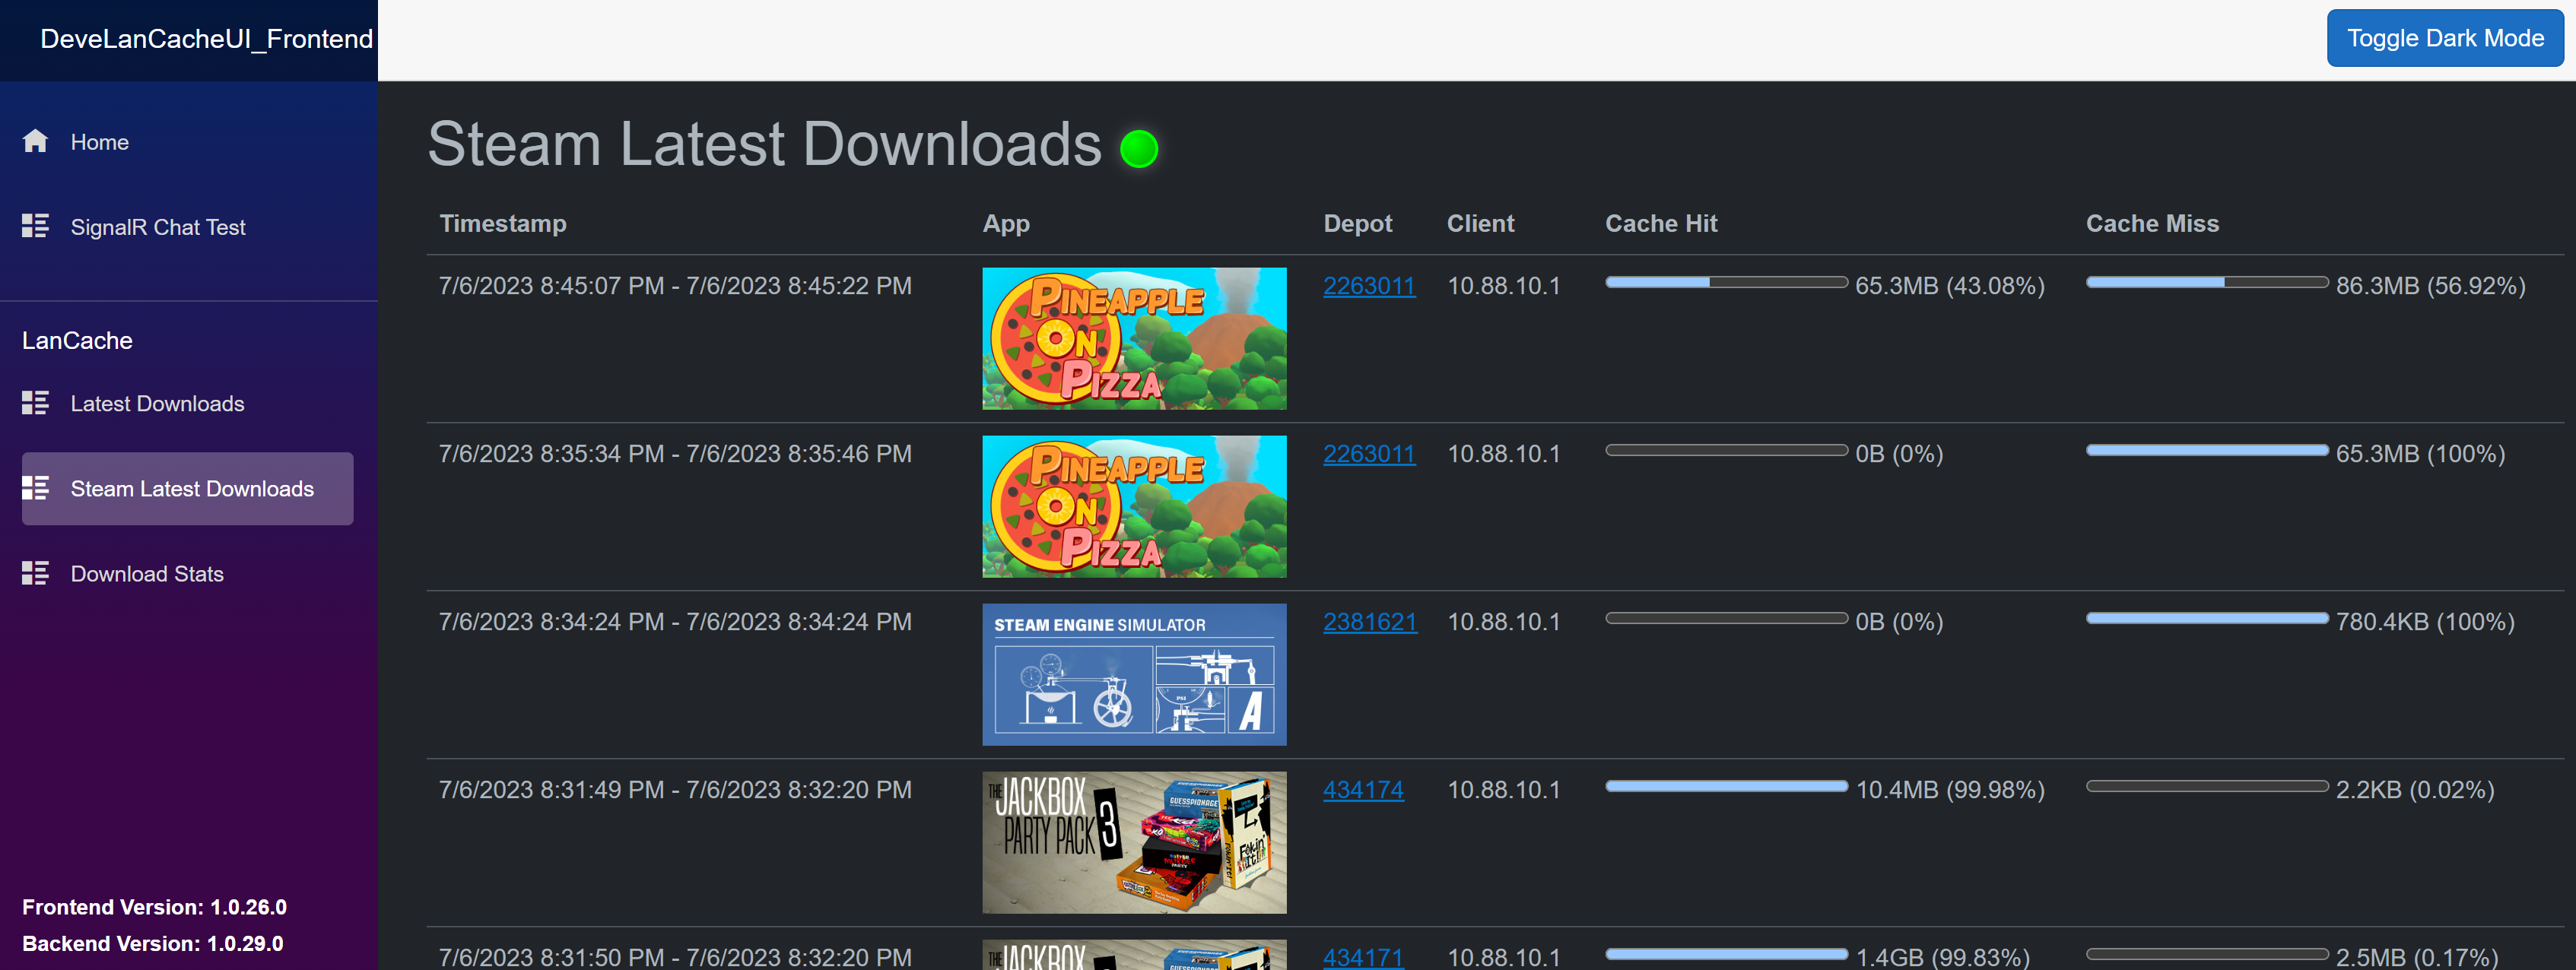 DeveLanCacheUI_Frontend
Toggle Dark Mode
Home
SignalR Chat Test
LanCache
Latest Downloads
Steam Latest Downloads
Download Stats
Frontend Version: 1.0.26.0
Backend Version: 1.0.29.0
Steam Latest Downloads
Timestamp App Depot Client Cache Hit Cache Miss
7/6/2023 8:45:07 PM - 7/6/2023 8:45:22 PM 2263011 10.88.10.1 65.3MB (43.08%) 86.3MB (56.92%)
PINEAPPLE
ON
PIZZA
7/6/2023 8:35:34 PM - 7/6/2023 8:35:46 PM 2263011 10.88.10.1 0B (0%) 65.3MB (100%)
PINEAPPLE
ON
PIZZA
7/6/2023 8:34:24 PM - 7/6/2023 8:34:24 PM 2381621 10.88.10.1 0B (0%) 780.4KB (100%)
STEAM ENGINE SIMULATOR
PSI
A
7/6/2023 8:31:49 PM - 7/6/2023 8:32:20 PM 434174 10.88.10.1 10.4MB (99.98%) 2.2KB (0.02%)
THE JACKBOX
PARTY PACK 3
GUESSPIONAGE
Fakin'
It!
7/6/2023 8:31:50 PM - 7/6/2023 8:32:20 PM 434171 10.88.10.1 1.4GB (99.83%) 2.5MB (0.17%)
THE JACKBOX